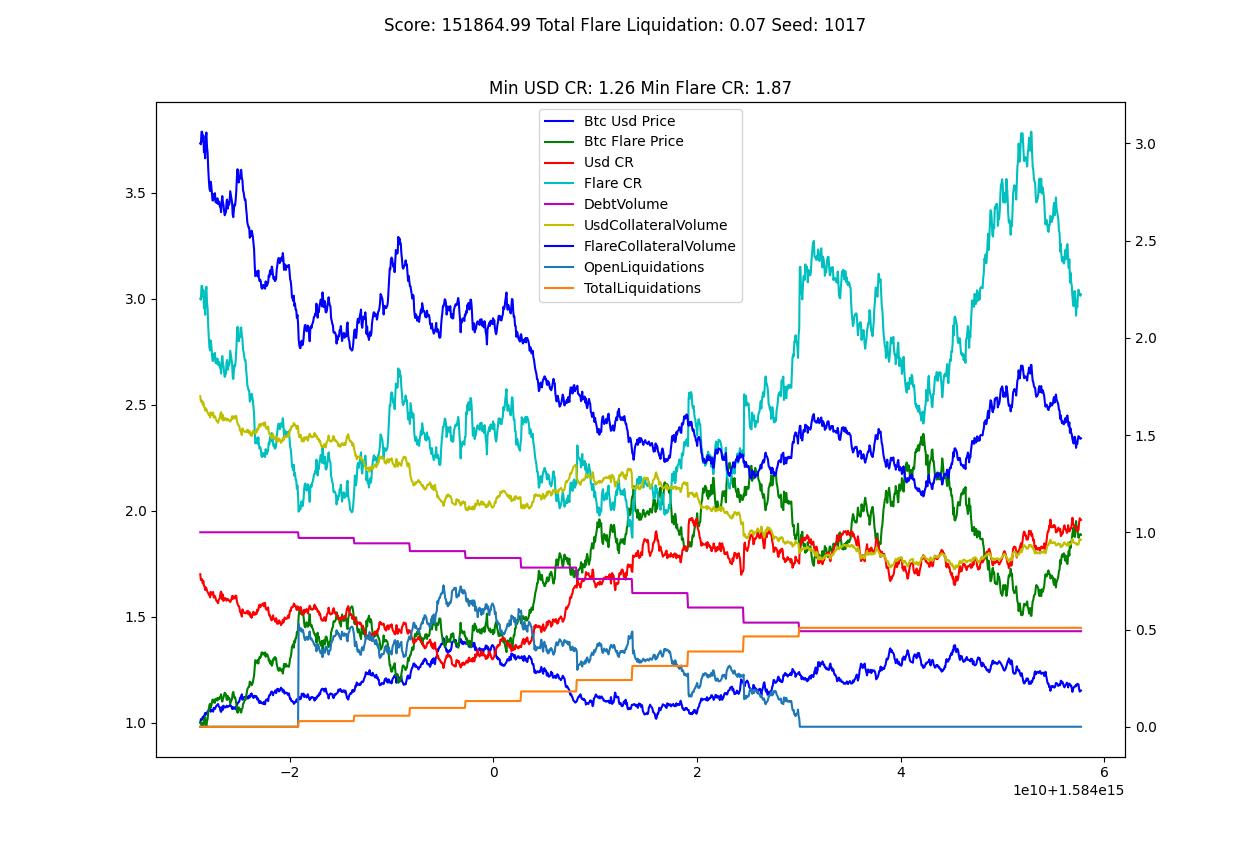 Score: 151864.99 Total Flare Liquidation: 0.07 Seed: 1017
Min USD CR: 1.26 Min Flare CR: 1.87
Btc Usd Price
Btc Flare Price
Usd CR
Flare CR
DebtVolume
UsdCollateralVolume
FlareCollateralVolume
OpenLiquidations
TotalLiquidations
3.5
3.0
2.5
2.0
1.5
1.0
3.0
2.5
2.0
1.5
1.0
0.5
0.0
−2 0 2 4 6
1e10+1.584e15